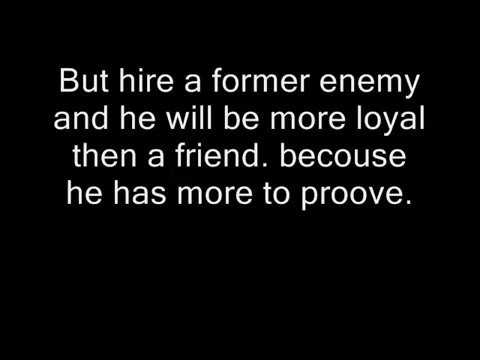 But hire a former enemy
and he will be more loyal
then a friend. becouse
he has more to proove.